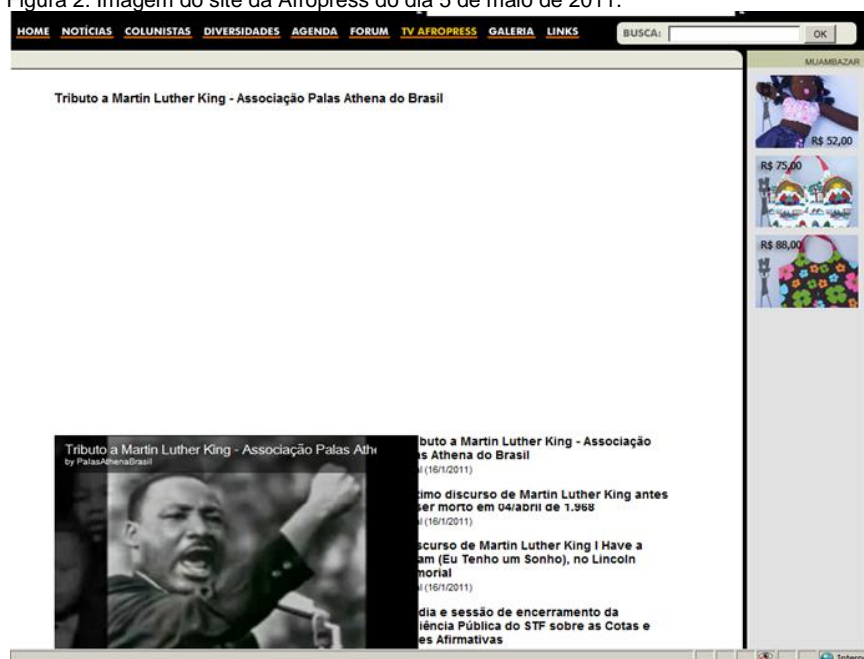 Figura 2. Imagem do site da Afropress do dia 5 de maio de 2011.
HOME NOTÍCIAS COLUNISTAS DIVERSIDADES AGENDA FORUM TV AFROPRESS GALERIA LINKS BUSCA: OK
MUAMBAZAR
Tributo a Martin Luther King - Associação Palas Athena do Brasil
R$ 52,00
R$ 75,00
R$ 88,00
Tributo a Martin Luther King - Associação Palas Athe
by PalasAthenaBrasil
buto a Martin Luther King - Associação
s Athena do Brasil
l (16/1/2011)
timo discurso de Martin Luther King antes
ser morto em 04/abril de 1.968
l (16/1/2011)
scurso de Martin Luther King I Have a
am (Eu Tenho um Sonho), no Lincoln
morial
l (16/1/2011)
dia e sessão de encerramento da
iência Pública do STF sobre as Cotas e
es Afirmativas
Intern